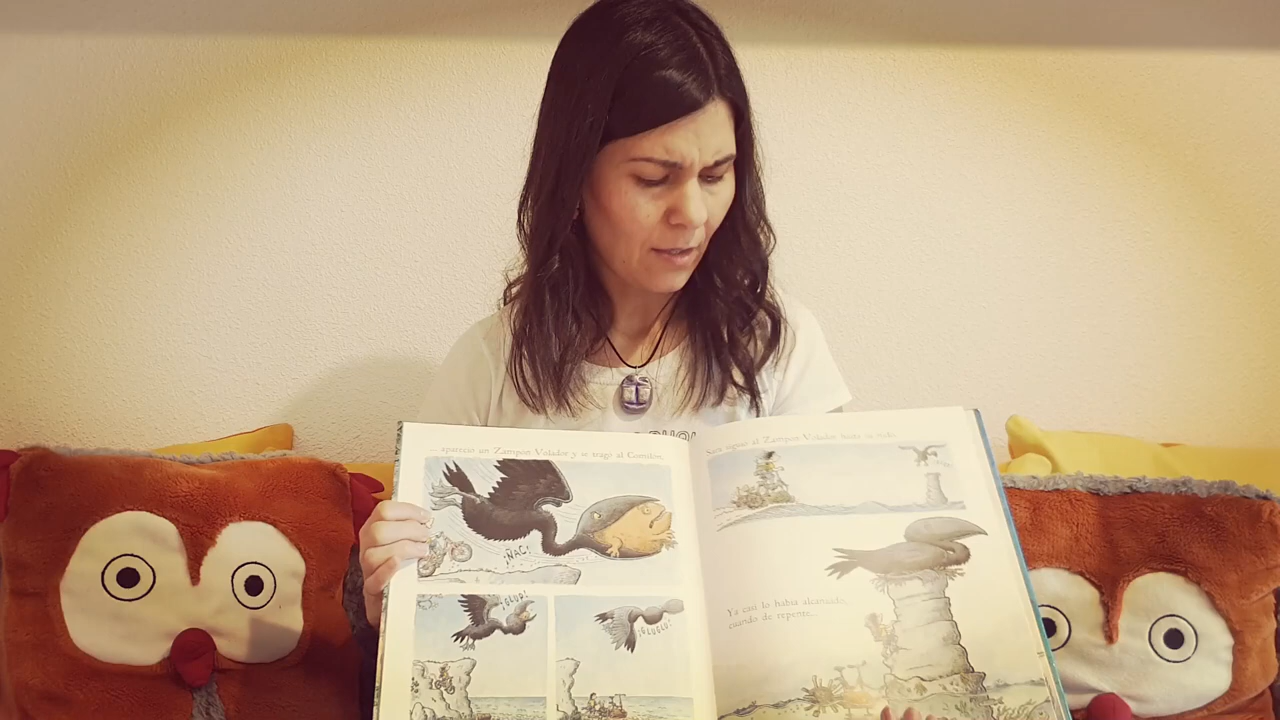 ... apareció un Zampón Volador y se tragó al Comilón.
¡ÑAC!
¡GLUP!
¡GLUGLU!
siguió al Zampón Volador hasta su nido.
Ya casi lo había alcanzado,
cuando de repente...